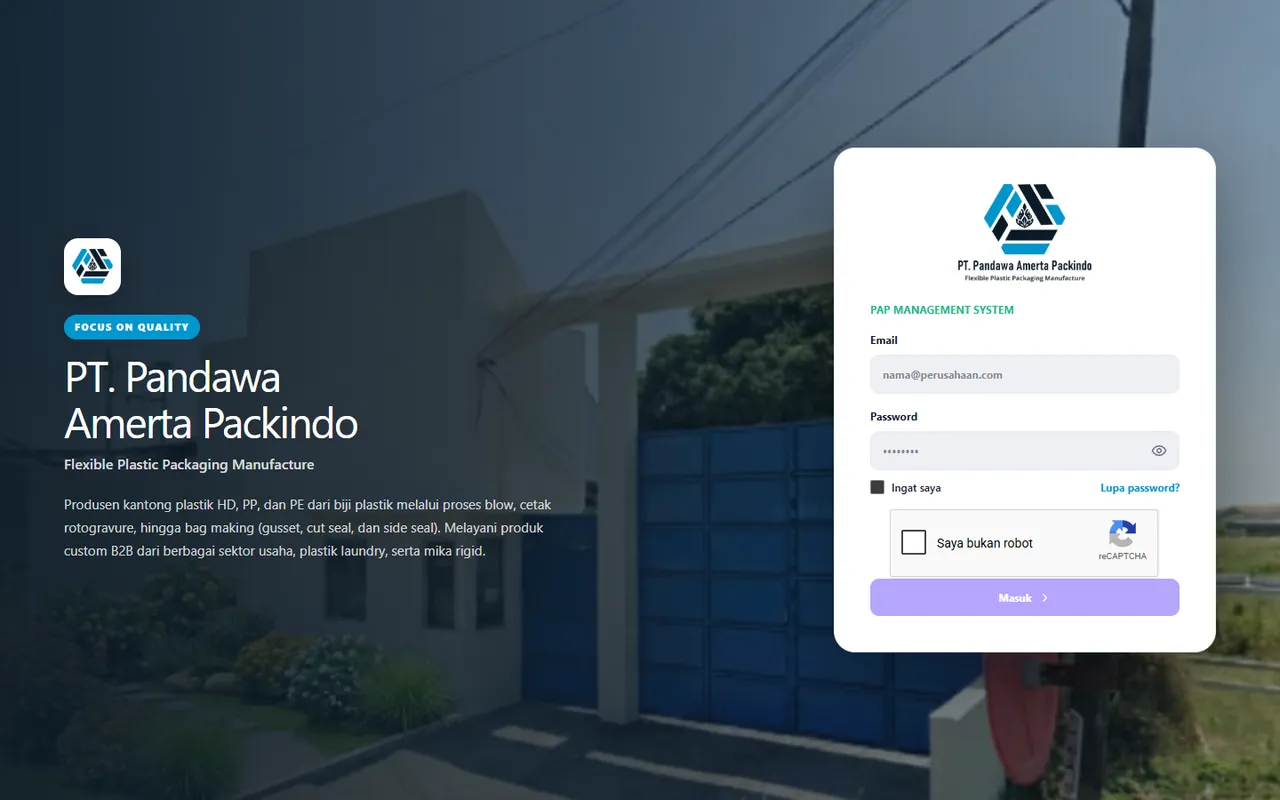 FOCUS ON QUALITY
PT. Pandawa
Amerta Packindo
Flexible Plastic Packaging Manufacture
Produsen kantong plastik HD, PP, dan PE dari biji plastik melalui proses blow, cetak
rotogravure, hingga bag making (gusset, cut seal, dan side seal). Melayani produk
custom B2B dari berbagai sektor usaha, plastik laundry, serta mika rigid.
PT. Pandawa Amerta Packindo
Flexible Plastic Packaging Manufacture
PAP MANAGEMENT SYSTEM
Email
nama@perusahaan.com
Password
••••••••
Ingat saya
Lupa password?
Saya bukan robot
reCAPTCHA
Masuk